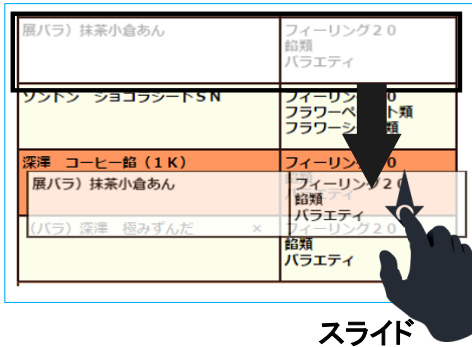 展バラ）抹茶小倉あん
フィーリング２０
餡類
バラエティ
ソントン　ショコラシートＳＮ
フィーリン
０
フラワーペ
ト類
フラワーシ
類
深澤　コーヒー餡（１Ｋ）
フィーリン
０
展バラ）抹茶小倉あん
フィーリング２０
餡類
バラエティ
（バラ）深澤　極みずんだ　×
フィーリング２０
餡類
バラエティ
スライド